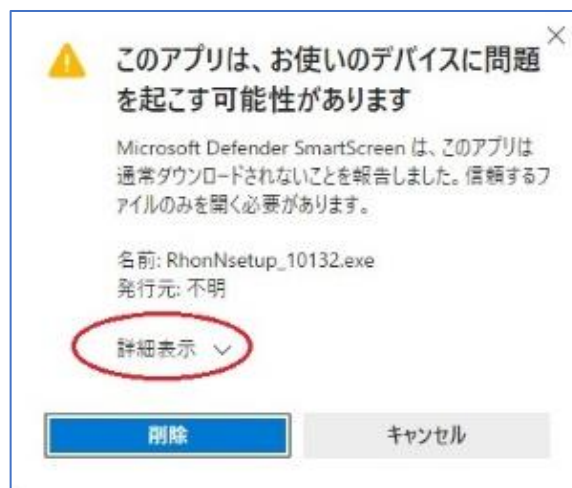 このアプリは、お使いのデバイスに問題
を起こす可能性があります
Microsoft Defender SmartScreen は、このアプリは
通常ダウンロードされないことを報告しました。信頼するフ
ァイルのみを開く必要があります。
名前: RhonNsetup_10132.exe
発行元: 不明
詳細表示
削除
キャンセル